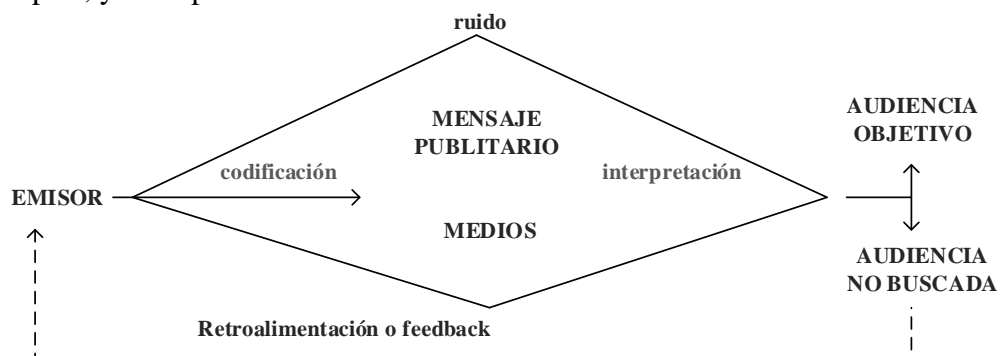 ruido
MENSAJE
PUBLITARIO
codificación
interpretación
EMISOR
MEDIOS
AUDIENCIA
OBJETIVO
AUDIENCIA
NO BUSCADA
Retroalimentación o feedback